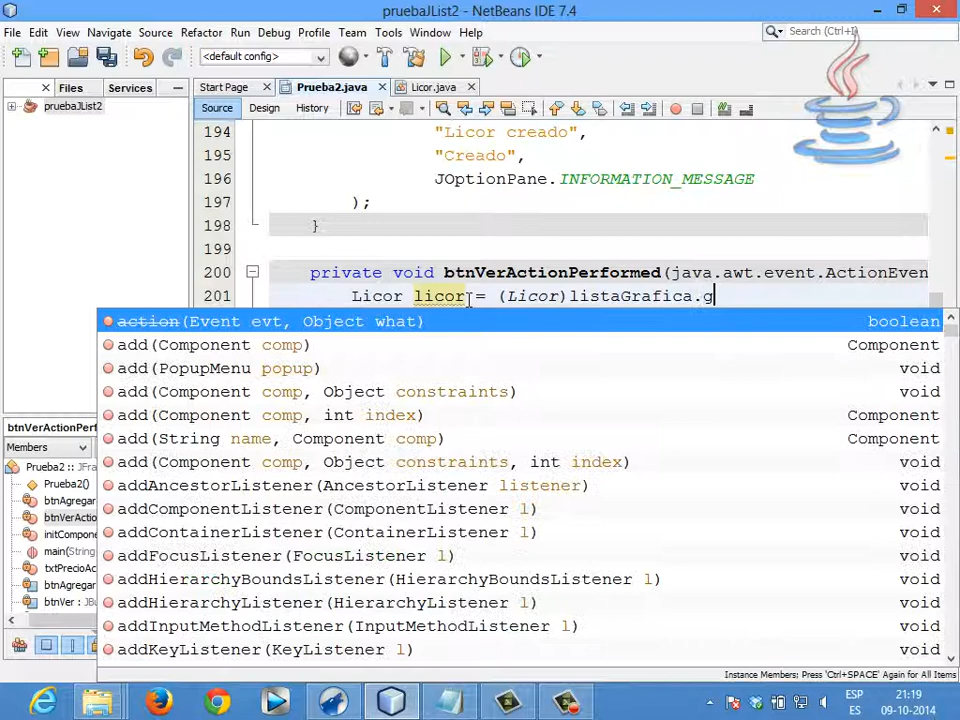 pruebaJList2 - NetBeans IDE 7.4
File Edit View Navigate Source Refactor Run Debug Profile Team Tools Window Help
Search (Ctrl+I)
<default config>
Files Services
Start Page Prueba2.java Licor.java
pruebaJList2
Source Design History
194 "Licor creado",
195 "Creado",
196 JOptionPane.INFORMATION_MESSAGE
197 );
198 }
199
200 private void btnVerActionPerformed(java.awt.event.ActionEven
201 Licor licor = (Licor)listaGrafica.g
action(Event evt, Object what) boolean
add(Component comp) Component
add(PopupMenu popup) void
add(Component comp, Object constraints) void
add(Component comp, int index) Component
add(String name, Component comp) Component
add(Component comp, Object constraints, int index) void
addAncestorListener(AncestorListener listener) void
addComponentListener(ComponentListener l) void
addContainerListener(ContainerListener l) void
addFocusListener(FocusListener l) void
addHierarchyBoundsListener(HierarchyBoundsListener l) void
addHierarchyListener(HierarchyListener l) void
addInputMethodListener(InputMethodListener l) void
addKeyListener(KeyListener l) void
Instance Members; Press 'Ctrl+SPACE' Again for All Items
btnVerActionPerf
Members
Prueba2 :: JFra
Prueba2()
btnAgregar
btnVerActio
initCompone
main(String
txtPrecioAc
btnAgregar
btnVer : JBu
ESP 21:19
ES 09-10-2014